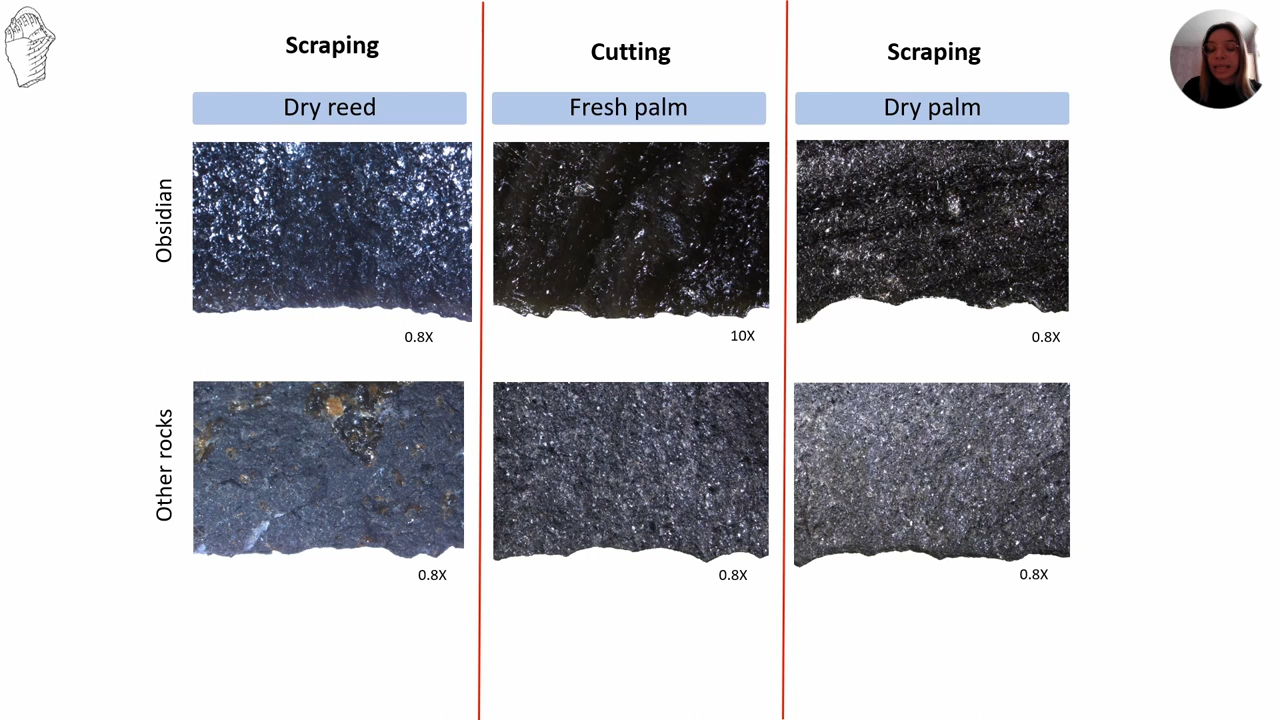 Scraping
Cutting
Scraping
Dry reed
Fresh palm
Dry palm
Obsidian
0.8X
10X
0.8X
Other rocks
0.8X
0.8X
0.8X